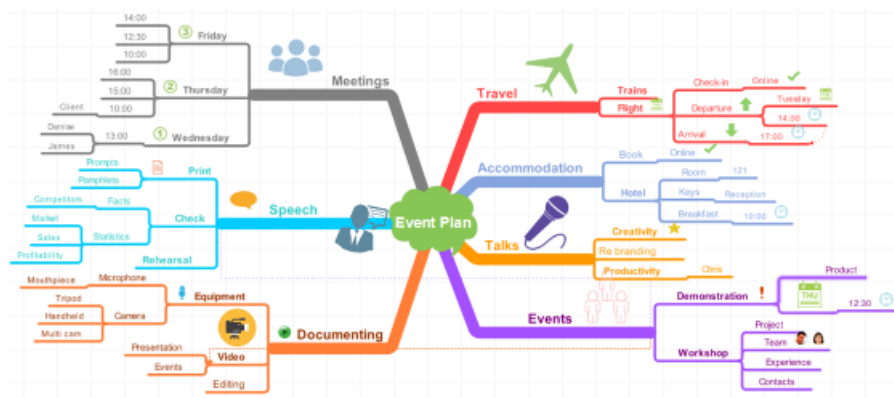 Event Plan
Meetings
Friday
3
14:00
12:30
10:00
Thursday
2
16:00
15:00
10:00
Client
Wednesday
1
13:00
Denise
James
Speech
Print
Prompts
Pamphlets
Check
Facts
Competitors
Statistics
Market
Sales
Profitability
Rehearsal
Documenting
Equipment
Microphone
Mouthpiece
Camera
Tripod
Handheld
Multi cam
Video
Presentation
Events
Editing
Travel
Trains
Flight
Check-in
Online
Departure
Tuesday
14:00
Arrival
17:00
Accommodation
Book
Online
Hotel
Room
121
Keys
Reception
Breakfast
10:00
Talks
Creativity
Re branding
Productivity
Chris
Events
Demonstration
Product
THU
12:30
Workshop
Project
Team
Experience
Contacts